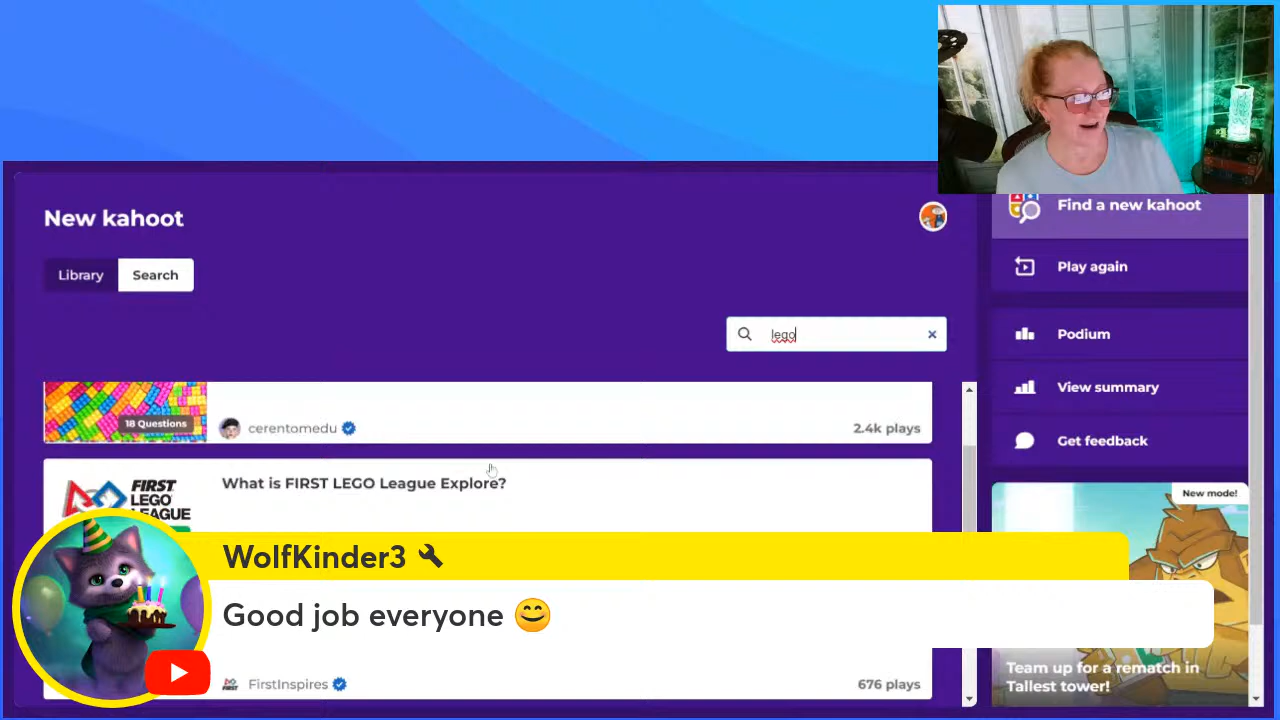 New kahoot
Library
Search
lego
18 Questions
cerentomedu
2.4k plays
What is FIRST LEGO League Explore?
FIRST
LEGO
LEAGUE
WolfKinder3
Good job everyone 😊
FirstInspires
676 plays
Find a new kahoot
Play again
Podium
View summary
Get feedback
New mode!
Team up for a rematch in
Tallest tower!